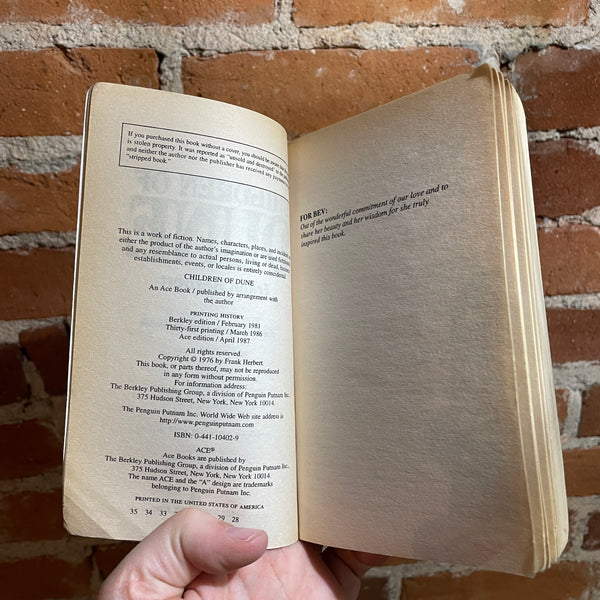 If you purchased this book without a cover, you should be aware
is stolen property. It was reported as "unsold and destroyed" to the
and neither the author nor the publisher has received any
"stripped book."
This is a work of fiction. Names, characters, places, and
either the product of the author's imagination or are used
and any resemblance to actual persons, living or dead,
establishments, events, or locales is entirely coincidental.
CHILDREN OF DUNE
An Ace Book / published by arrangement with
the author
PRINTING HISTORY
Berkley edition / February 1981
Thirty-first printing / March 1986
Ace edition / April 1987
All rights reserved.
Copyright © 1976 by Frank Herbert.
This book, or parts thereof, may not be reproduced
in any form without permission.
For information address:
The Berkley Publishing Group, a division of Penguin Putnam Inc.,
375 Hudson Street, New York, New York 10014.
The Penguin Putnam Inc. World Wide Web site address is
http://www.penguinputnam.com
ISBN: 0-441-10402-9
ACE®
Ace Books are published by
The Berkley Publishing Group, a division of Penguin Putnam Inc.,
375 Hudson Street, New York, New York 10014.
The name ACE and the "A" design are trademarks
belonging to Penguin Putnam Inc.
PRINTED IN THE UNITED STATES OF AMERICA
35 34 33 29 28
FOR BEV:
Out of the wonderful commitment of our love and to
share her beauty and her wisdom for she truly
inspired this book.